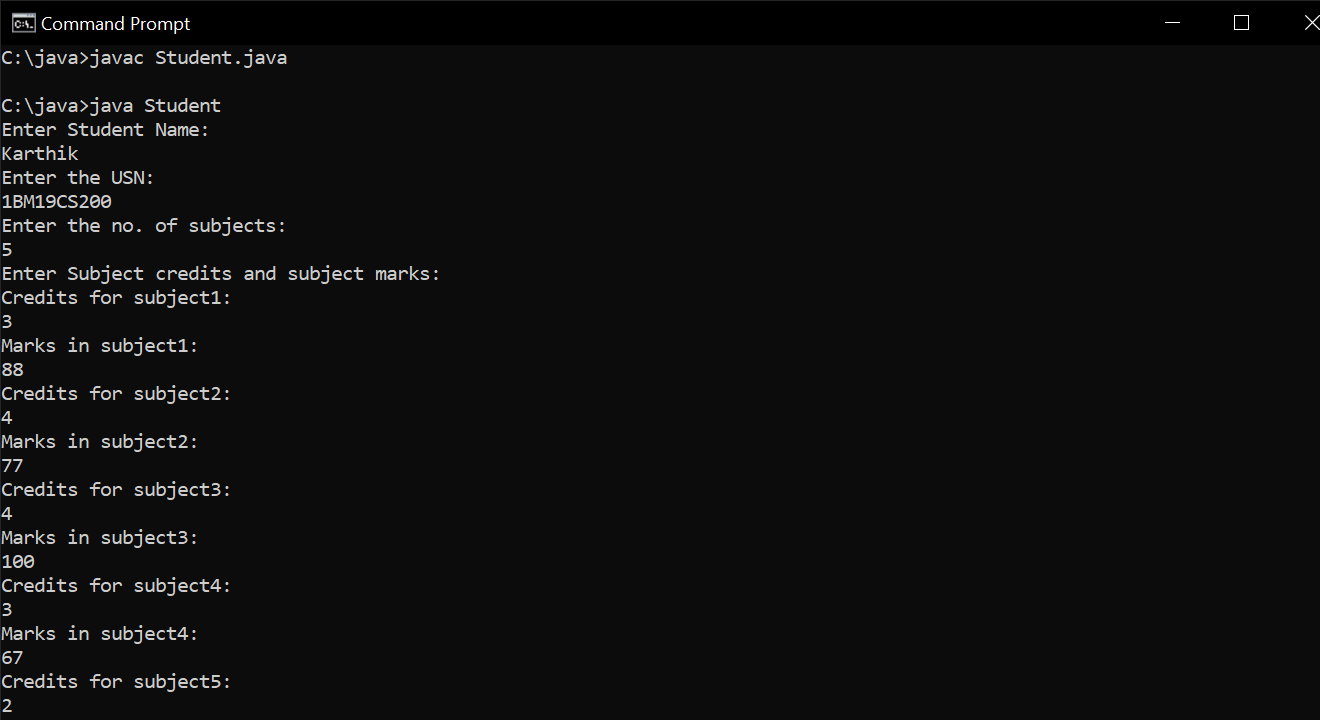 Command Prompt
C:\java>javac Student.java
C:\java>java Student
Enter Student Name:
Karthik
Enter the USN:
1BM19CS200
Enter the no. of subjects:
5
Enter Subject credits and subject marks:
Credits for subject1:
3
Marks in subject1:
88
Credits for subject2:
4
Marks in subject2:
77
Credits for subject3:
4
Marks in subject3:
100
Credits for subject4:
3
Marks in subject4:
67
Credits for subject5:
2